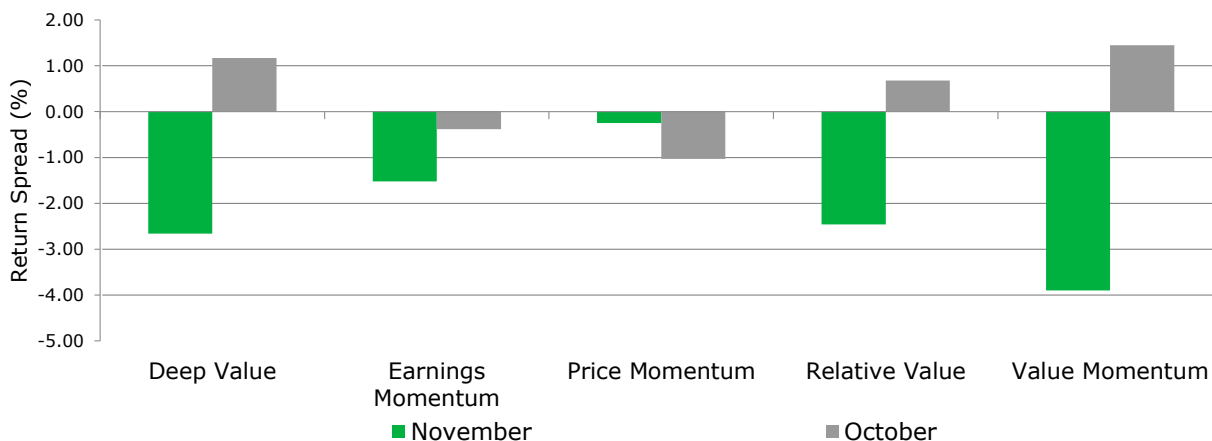 Return Spread (%)
2.00
1.00
0.00
-1.00
-2.00
-3.00
-4.00
-5.00
Deep Value
Earnings
Momentum
Price Momentum
Relative Value
Value Momentum
November
October